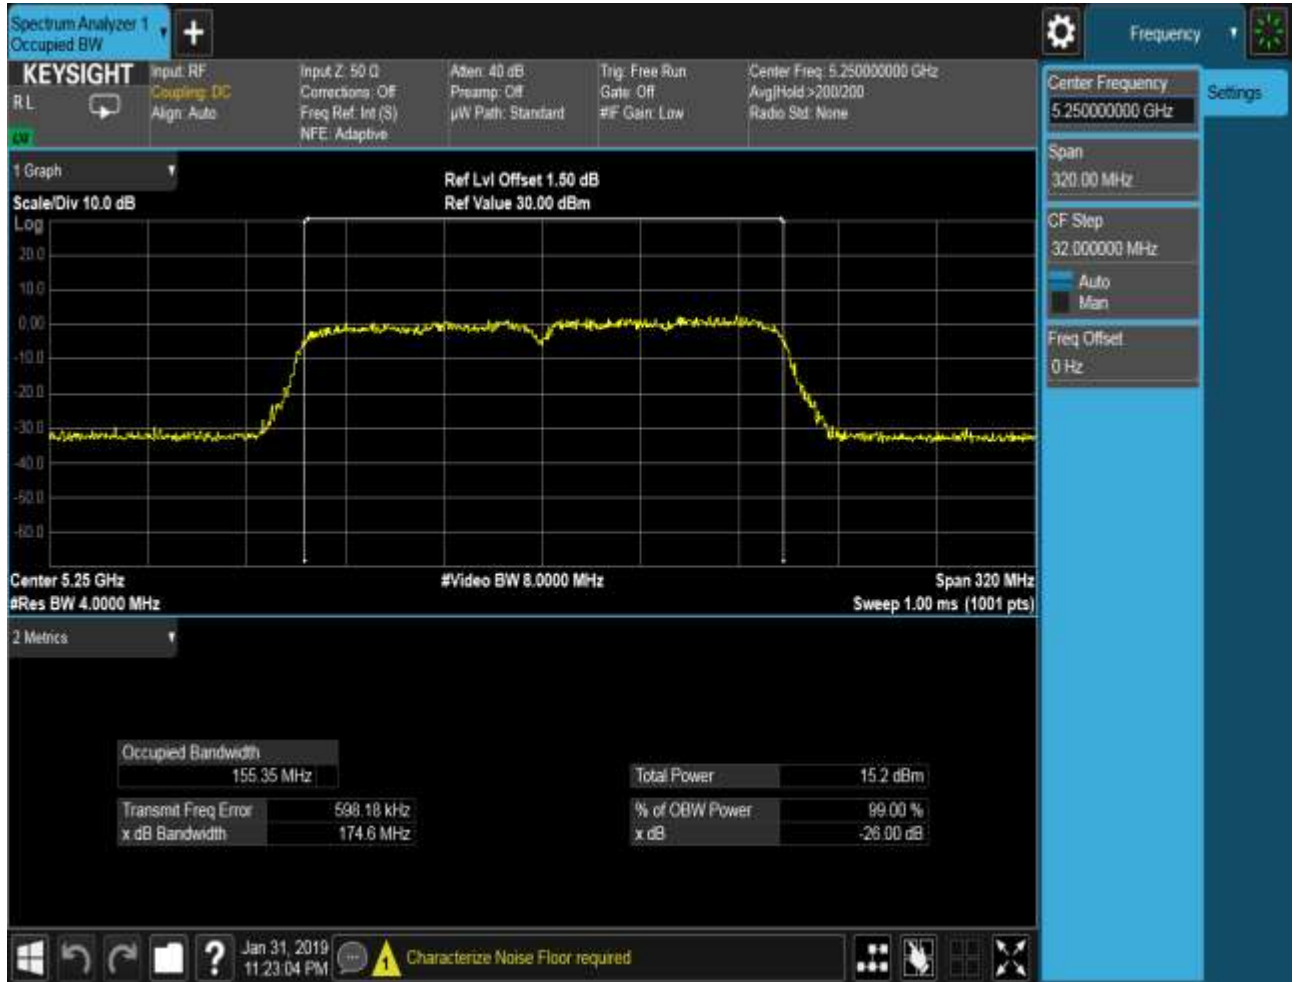 Spectrum Analyzer 1
Occupied BW
Frequency
KEYSIGHT
R L
Input: RF
Coupling: DC
Align: Auto
Input Z: 50 Ω
Corrections: Off
Freq Ref: Int (S)
NFE: Adaptive
Atten: 40 dB
Preamp: Off
µW Path: Standard
Trig: Free Run
Gate: Off
#IF Gain: Low
Center Freq: 5.250000000 GHz
Avg|Hold:>200/200
Radio Std: None
Center Frequency
5.250000000 GHz
Settings
Span
320.00 MHz
CF Step
32.000000 MHz
Auto
Man
Freq Offset
0 Hz
1 Graph
Scale/Div 10.0 dB
Ref Lvl Offset 1.50 dB
Ref Value 30.00 dBm
Log
20.0
10.0
0.00
-10.0
-20.0
-30.0
-40.0
-50.0
-60.0
Center 5.25 GHz
#Res BW 4.0000 MHz
#Video BW 8.0000 MHz
Span 320 MHz
Sweep 1.00 ms (1001 pts)
2 Metrics
Occupied Bandwidth
155.35 MHz
Transmit Freq Error 598.18 kHz
x dB Bandwidth 174.6 MHz
Total Power 15.2 dBm
% of OBW Power 99.00 %
x dB -26.00 dB
Jan 31, 2019
11:23:04 PM
1
Characterize Noise Floor required